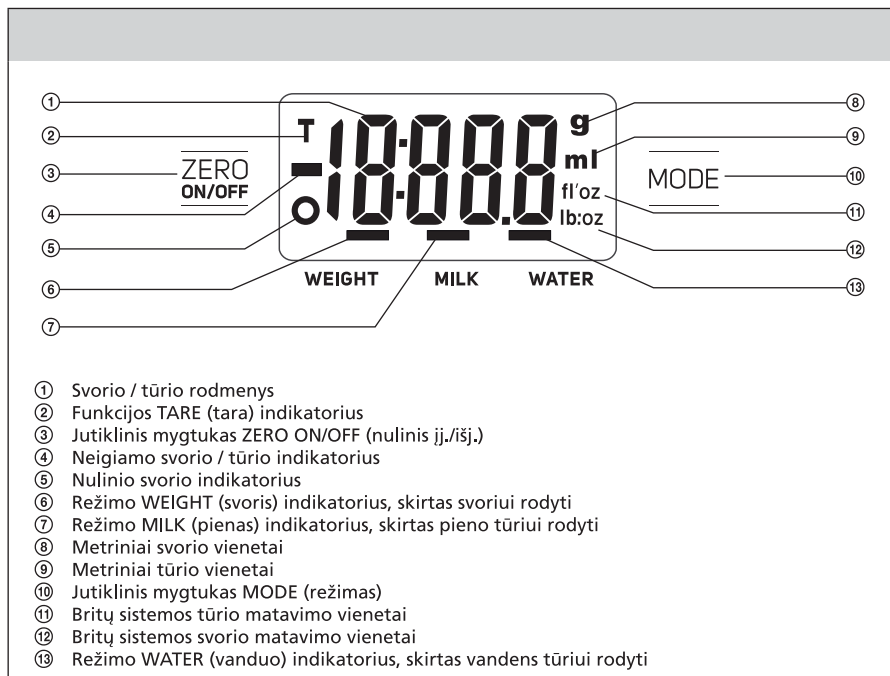 ① T 18:888 g ⑧
② ml ⑨
③ ZERO MODE ⑩
ON/OFF
④ fl'oz ⑪
⑤ lb:oz ⑫
⑥ WEIGHT MILK WATER ⑬
⑦
① Svorio / tūrio rodmenys
② Funkcijos TARE (tara) indikatorius
③ Jutiklinis mygtukas ZERO ON/OFF (nulinis įj./išj.)
④ Neigiamo svorio / tūrio indikatorius
⑤ Nulinio svorio indikatorius
⑥ Režimo WEIGHT (svoris) indikatorius, skirtas svoriui rodyti
⑦ Režimo MILK (pienas) indikatorius, skirtas pieno tūriui rodyti
⑧ Metriniai svorio vienetai
⑨ Metriniai tūrio vienetai
⑩ Jutiklinis mygtukas MODE (režimas)
⑪ Britų sistemos tūrio matavimo vienetai
⑫ Britų sistemos svorio matavimo vienetai
⑬ Režimo WATER (vanduo) indikatorius, skirtas vandens tūriui rodyti